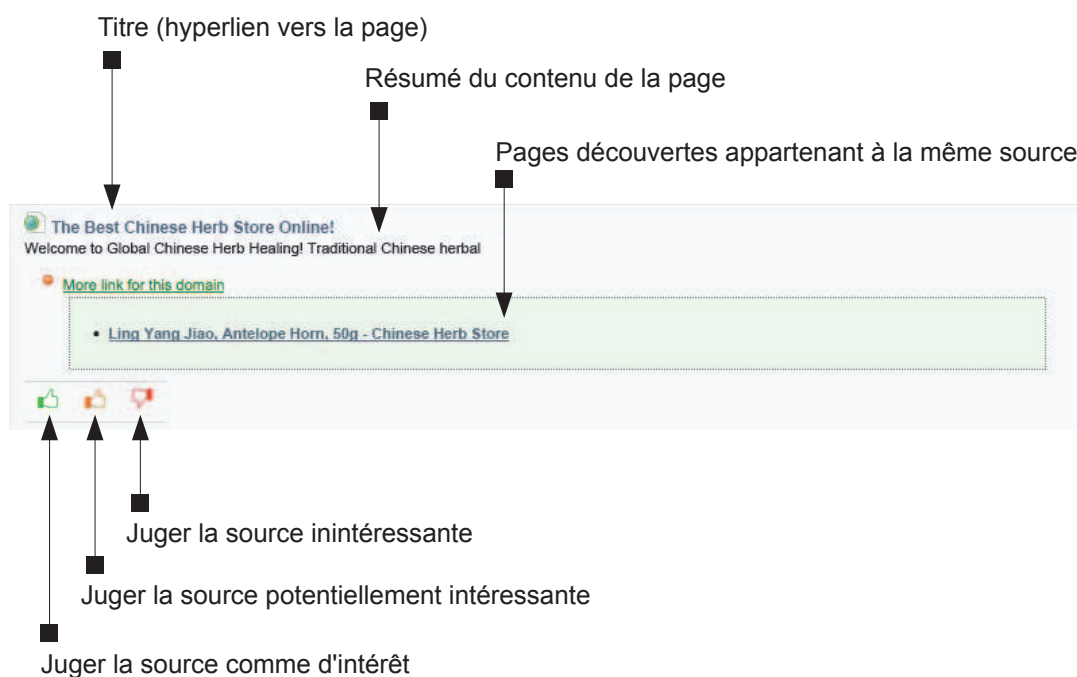 Titre (hyperlien vers la page)
Résumé du contenu de la page
Pages découvertes appartenant à la même source
The Best Chinese Herb Store Online!
Welcome to Global Chinese Herb Healing! Traditional Chinese herbal
More link for this domain
Ling Yang Jiao, Antelope Horn, 50g - Chinese Herb Store
Juger la source inintéressante
Juger la source potentiellement intéressante
Juger la source comme d'intérêt